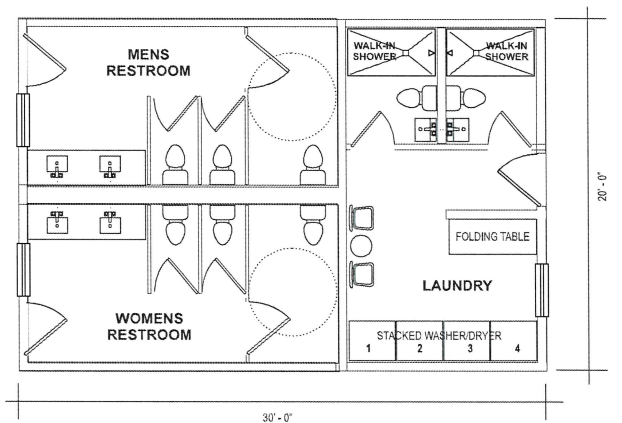 MENS
RESTROOM
WALK-IN
SHOWER
WALK-IN
SHOWER
20' - 0"
FOLDING TABLE
LAUNDRY
WOMENS
RESTROOM
STACKED WASHER/DRYER
1 2 3 4
30' - 0"